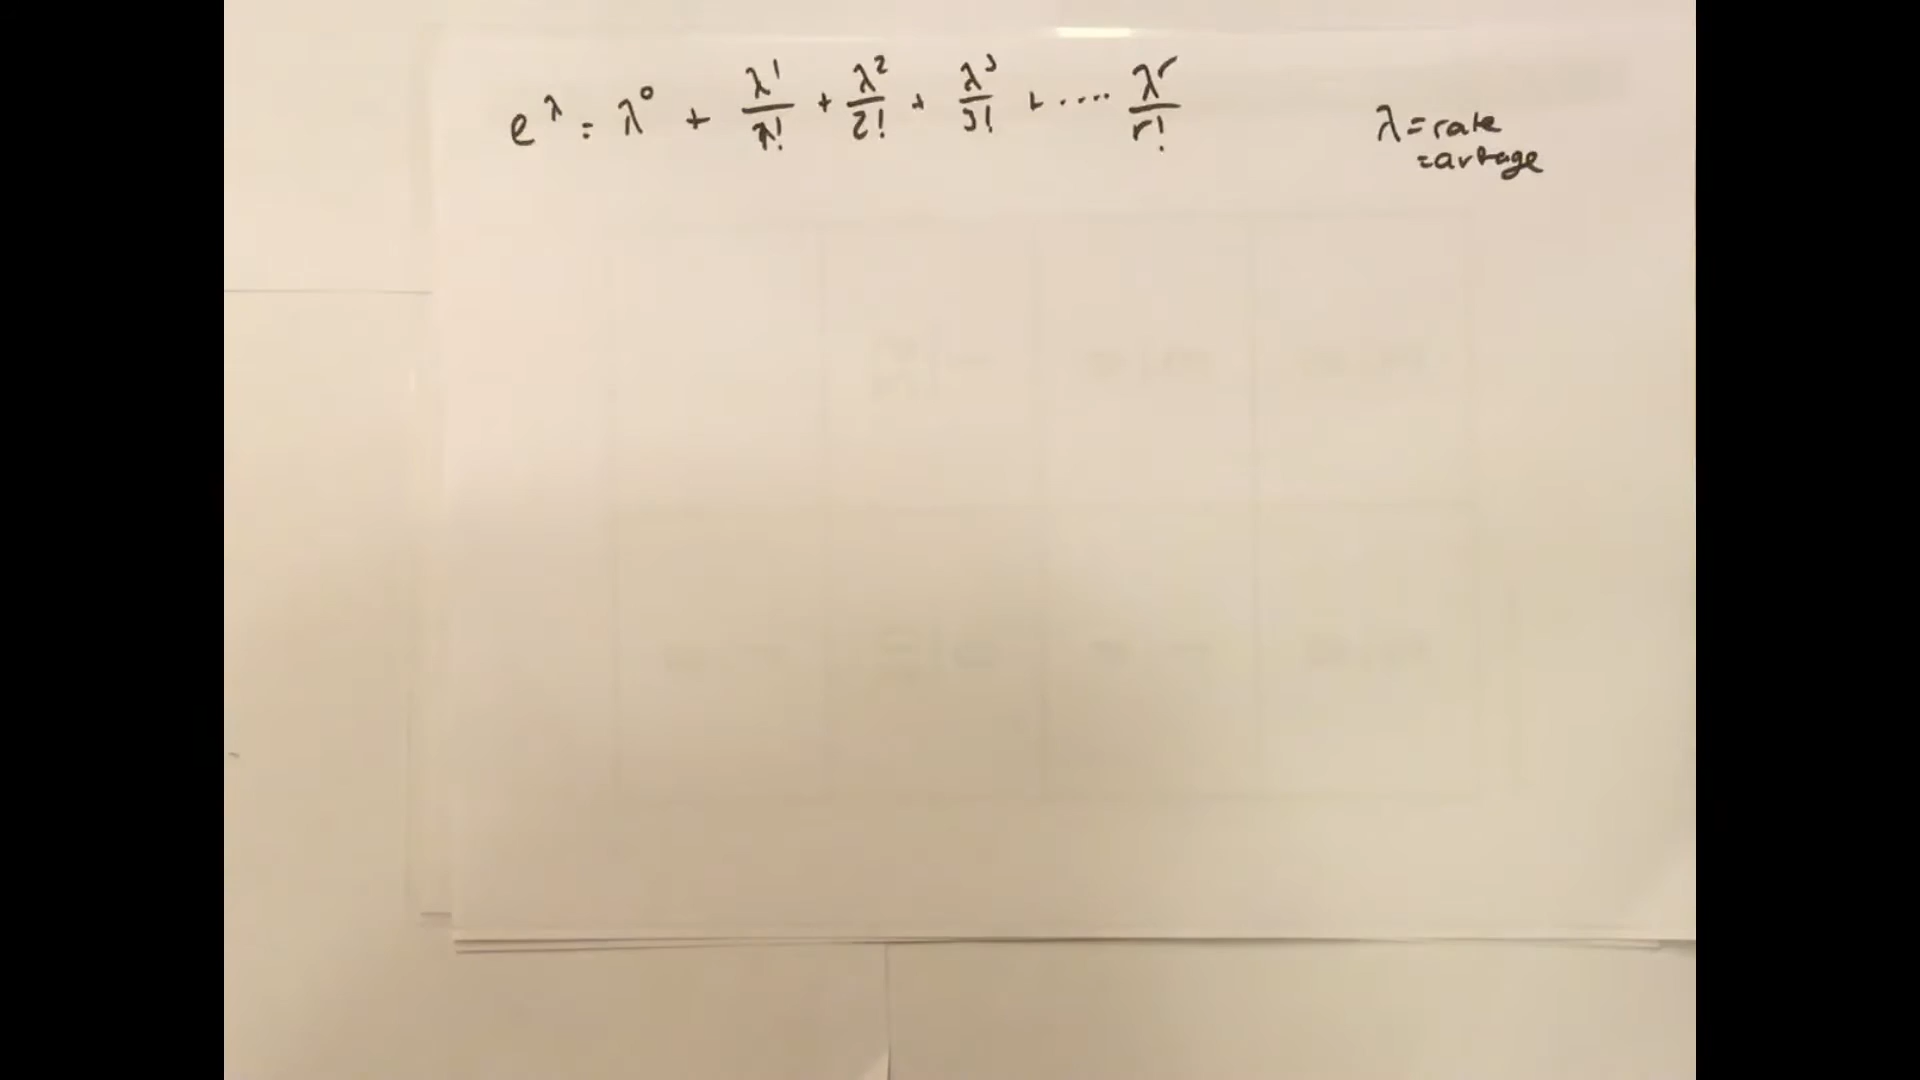 e^λ = λ^0 + λ^1/1! + λ^2/2! + λ^3/3! + .... λ^r/r!
λ = rate
= average